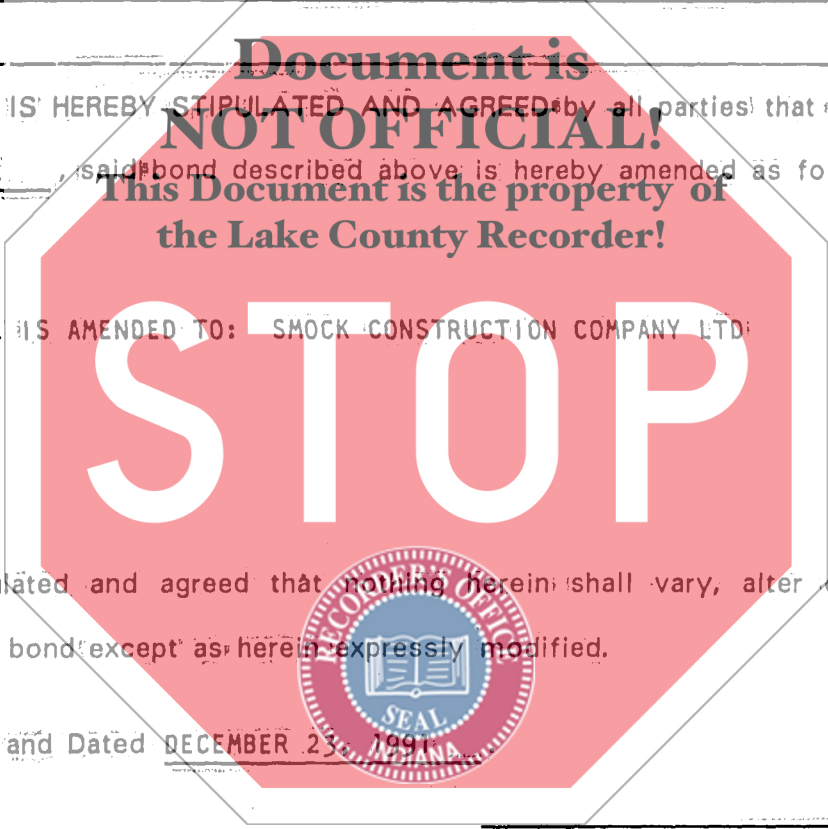 Document is
IS HEREBY STIPULATED AND AGREED by all parties that
NOT OFFICIAL!
, said bond described above is hereby amended as fo
This Document is the property of
the Lake County Recorder!
IS AMENDED TO: SMOCK CONSTRUCTION COMPANY LTD
STOP
lated and agreed that nothing herein shall vary, alter
RECORDER'S OFFICE
bond except as herein expressly modified.
SEAL
INDIANA
and Dated DECEMBER 23, 1991